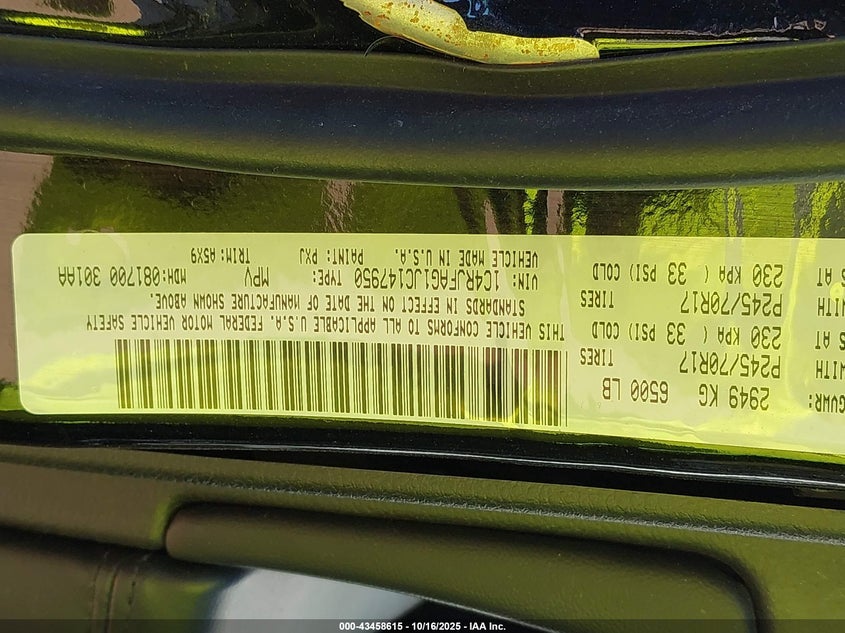 GVWR: 2949 KG 6500 LB
WITH P245/70R17 TIRES
S AT 230 KPA ( 33 PSI) COLD
WITH P245/70R17 TIRES
S AT 230 KPA ( 33 PSI) COLD
THIS VEHICLE CONFORMS TO ALL APPLICABLE U.S.A. FEDERAL MOTOR VEHICLE SAFETY
STANDARDS IN EFFECT ON THE DATE OF MANUFACTURE SHOWN ABOVE.
VIN: 1C4RJFAG1JC147950 TYPE: MPV MDH:081700 301AA
VEHICLE MADE IN U.S.A. PAINT: PXJ TRIM: A5X9
000-43458615 - 10/16/2025 - IAA Inc.